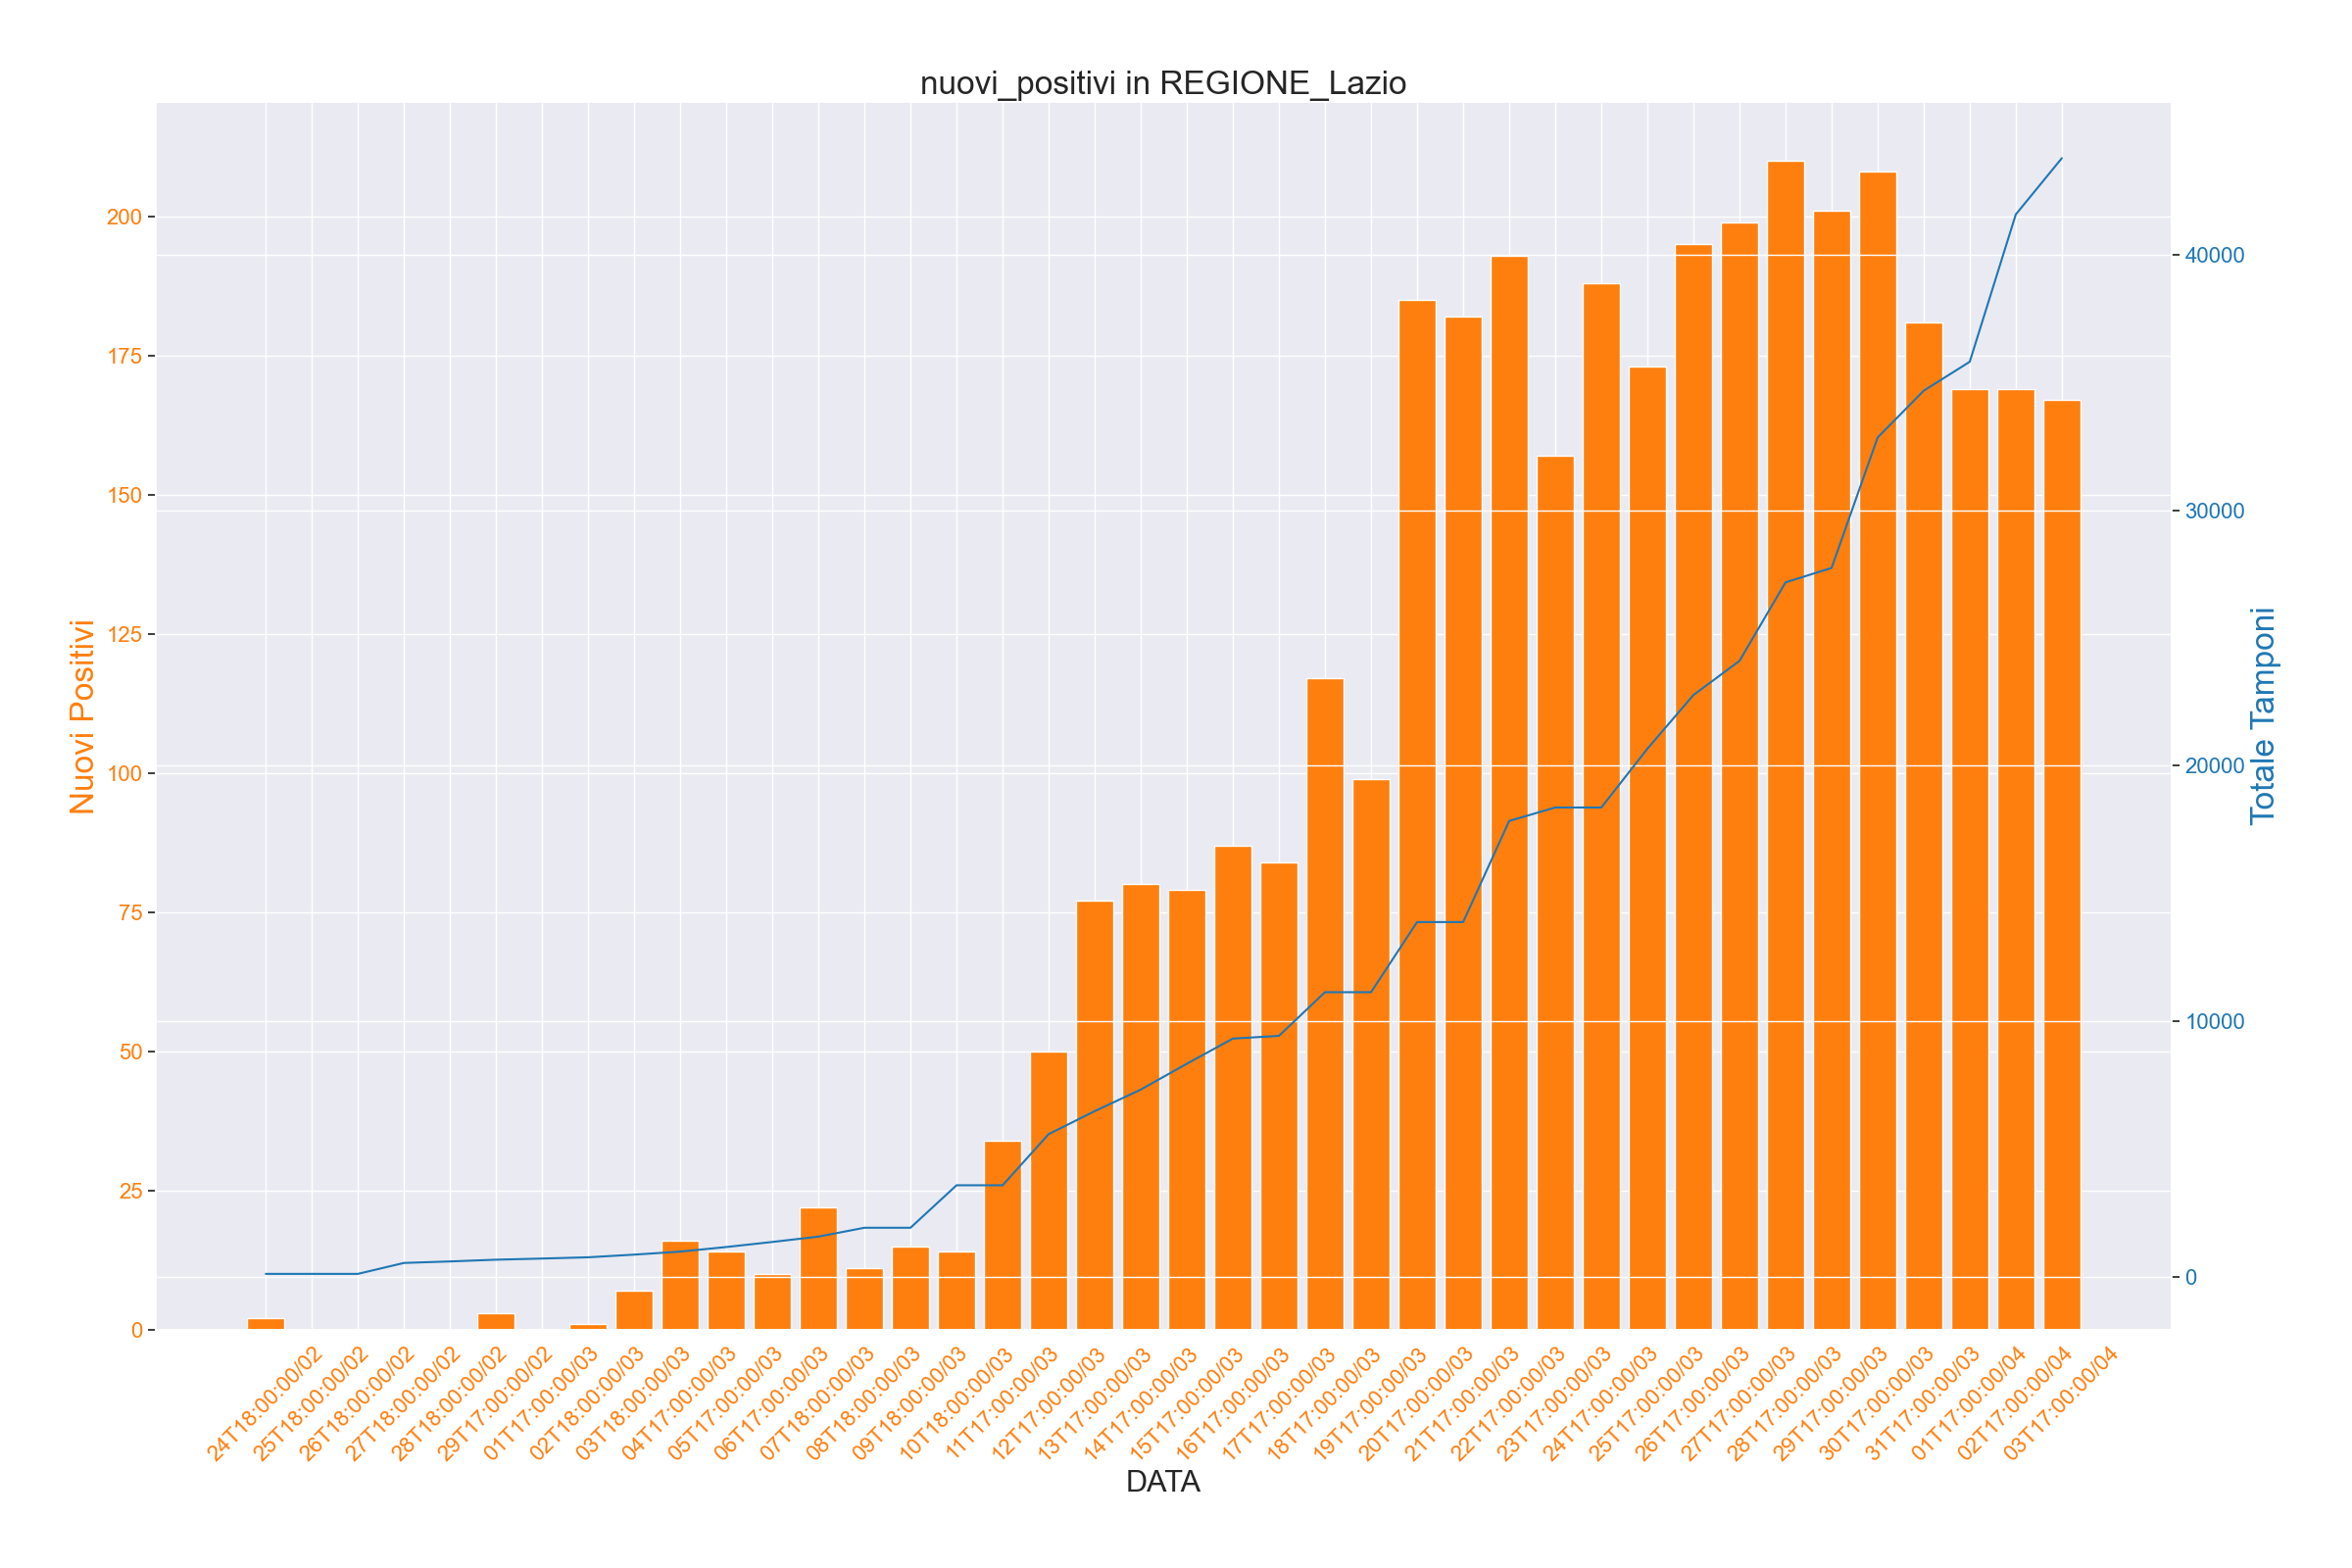 nuovi_positivi in REGIONE_Lazio
Nuovi Positivi
200
175
150
125
100
75
50
25
0
Totale Tamponi
40000
30000
20000
10000
0
24T18:00:00/02
25T18:00:00/02
26T18:00:00/02
27T18:00:00/02
28T18:00:00/02
29T17:00:00/02
01T17:00:00/03
02T18:00:00/03
03T18:00:00/03
04T17:00:00/03
05T17:00:00/03
06T17:00:00/03
07T18:00:00/03
08T18:00:00/03
09T18:00:00/03
10T18:00:00/03
11T17:00:00/03
12T17:00:00/03
13T17:00:00/03
14T17:00:00/03
15T17:00:00/03
16T17:00:00/03
17T17:00:00/03
18T17:00:00/03
19T17:00:00/03
20T17:00:00/03
21T17:00:00/03
22T17:00:00/03
23T17:00:00/03
24T17:00:00/03
25T17:00:00/03
26T17:00:00/03
27T17:00:00/03
28T17:00:00/03
29T17:00:00/03
30T17:00:00/03
31T17:00:00/03
01T17:00:00/04
02T17:00:00/04
03T17:00:00/04
DATA